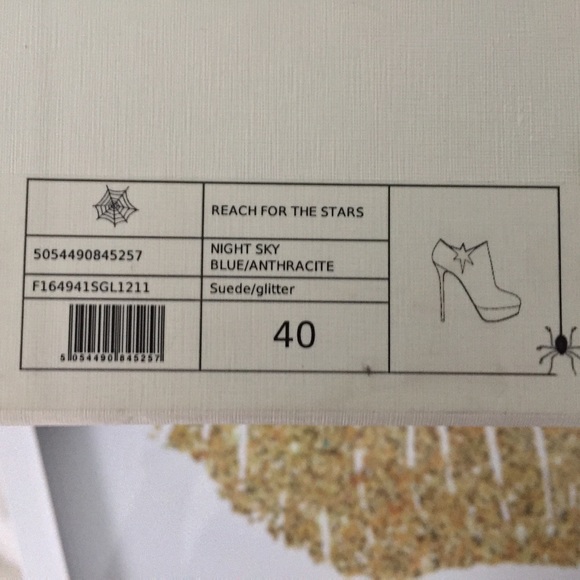 REACH FOR THE STARS
5054490845257
NIGHT SKY
BLUE/ANTHRACITE
F164941SGL1211
Suede/glitter
5 054490 845257
40